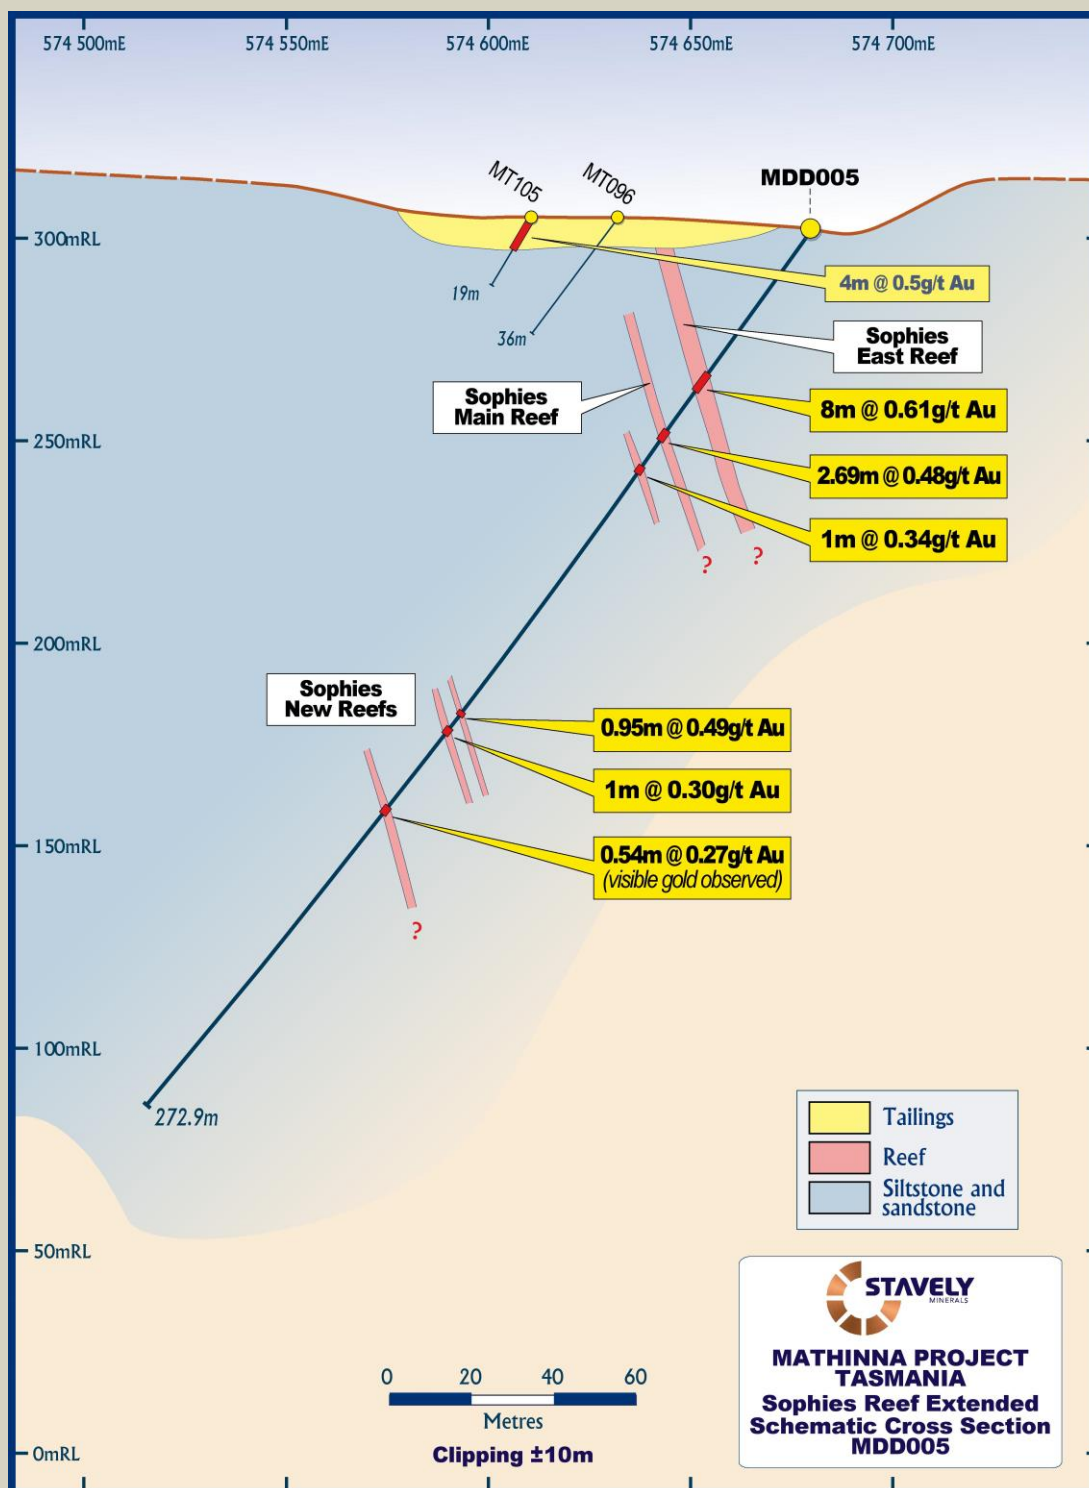 574 500mE
574 550mE
574 600mE
574 650mE
574 700mE
MT105
MT096
MDD005
300mRL
4m @ 0.5g/t Au
19m
36m
Sophies
East Reef
Sophies
Main Reef
8m @ 0.61g/t Au
250mRL
2.69m @ 0.48g/t Au
1m @ 0.34g/t Au
?
?
200mRL
Sophies
New Reefs
0.95m @ 0.49g/t Au
1m @ 0.30g/t Au
150mRL
0.54m @ 0.27g/t Au
(visible gold observed)
?
100mRL
272.9m
Tailings
Reef
Siltstone and
sandstone
50mRL
STAVELY
MINERALS
MATHINNA PROJECT
TASMANIA
Sophies Reef Extended
Schematic Cross Section
MDD005
0
20
40
60
Metres
Clipping ±10m
0mRL